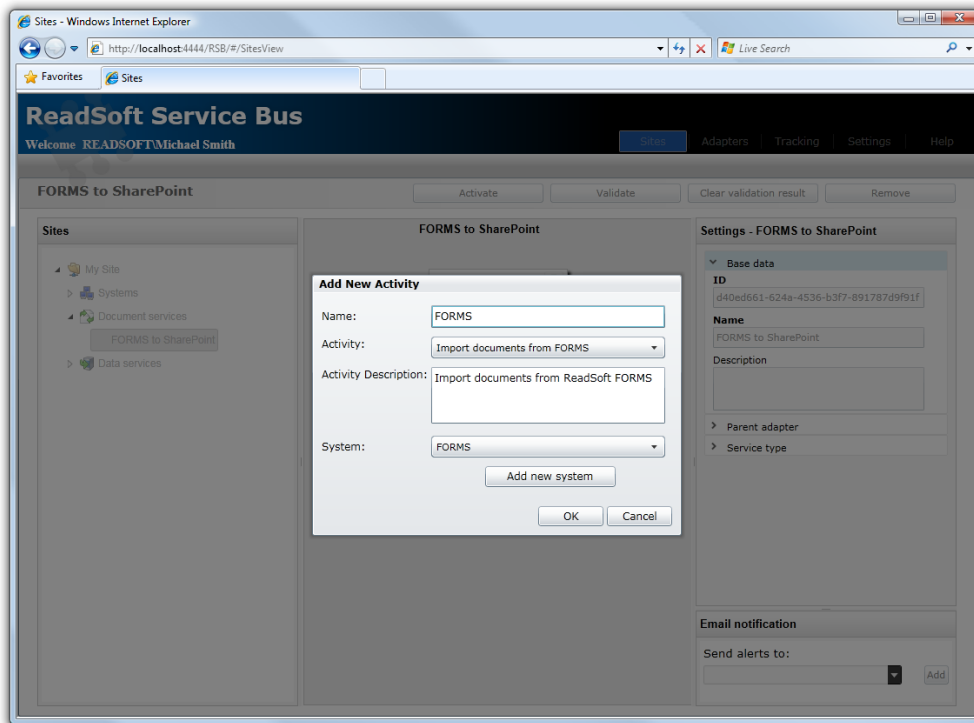 Sites - Windows Internet Explorer
http://localhost:4444/RSB/#/SitesView
Live Search
Favorites
Sites
ReadSoft Service Bus
Welcome READSOFT\Michael Smith
Sites Adapters Tracking Settings Help
FORMS to SharePoint
Activate Validate Clear validation result Remove
Sites
My Site
Systems
Document services
FORMS to SharePoint
Data services
FORMS to SharePoint
Add New Activity
Name: FORMS
Activity: Import documents from FORMS
Activity Description: Import documents from ReadSoft FORMS
System: FORMS
Add new system
OK Cancel
Settings - FORMS to SharePoint
Base data
ID
d40ed661-624a-4536-b3f7-891787d9f91f
Name
FORMS to SharePoint
Description
Parent adapter
Service type
Email notification
Send alerts to:
Add